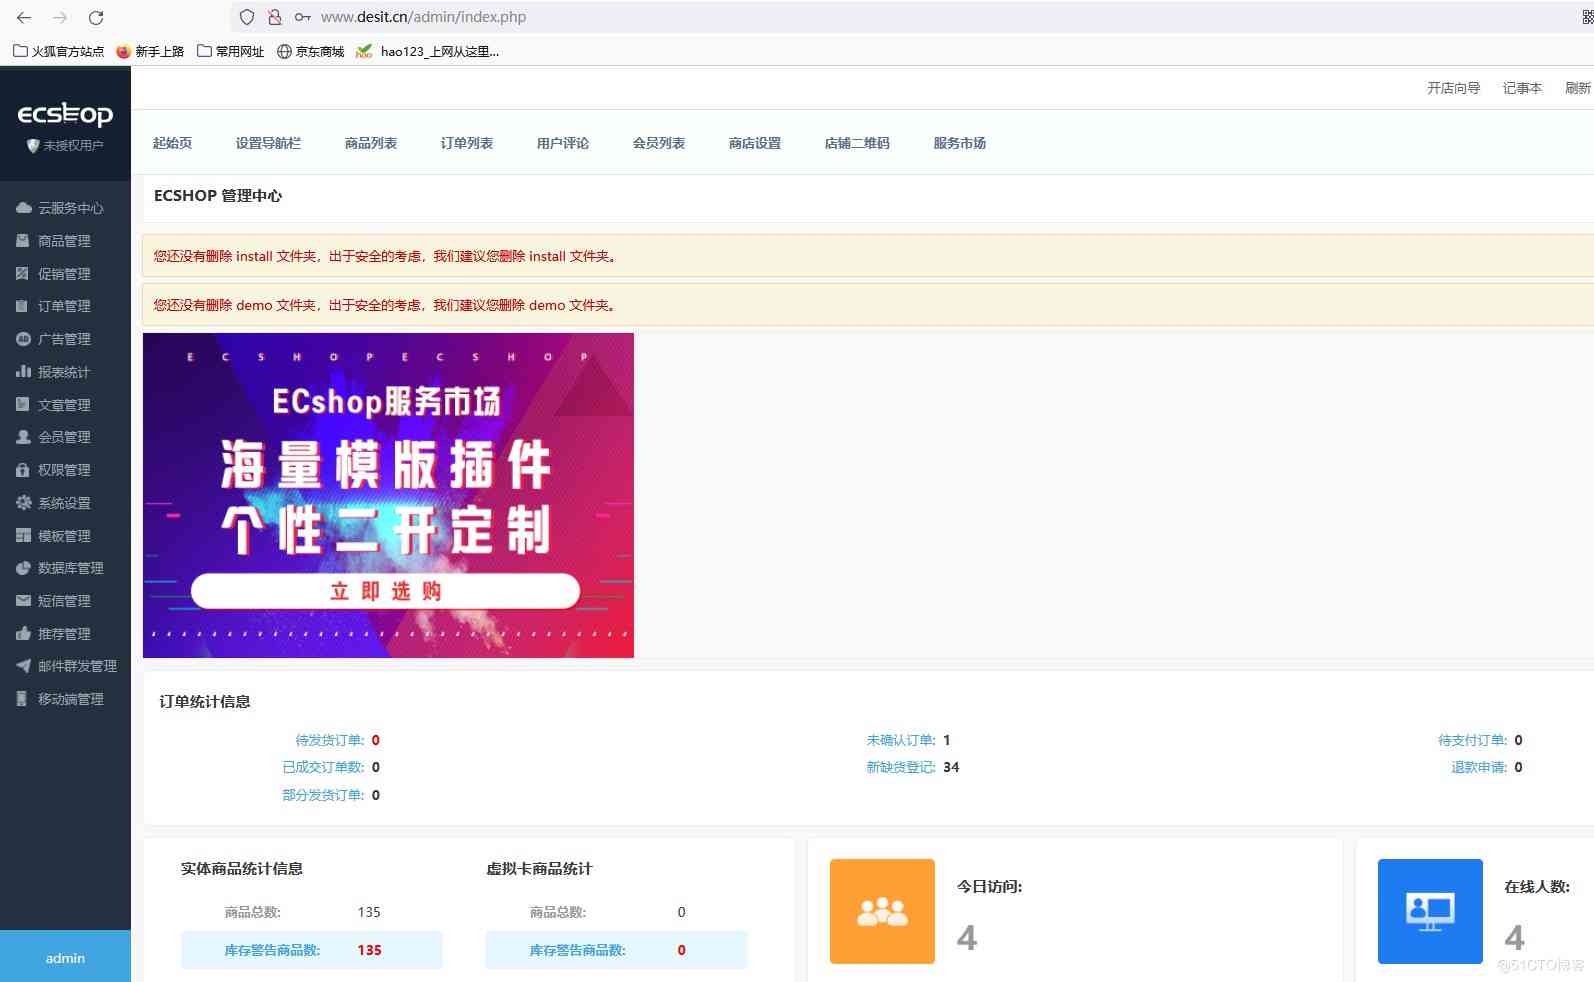 www.desit.cn/admin/index.php
火狐官方站点 新手上路 常用网址 京东商城 hao123_上网从这里...
ecshop
未授权用户
开店向导 记事本 刷新
起始页 设置导航栏 商品列表 订单列表 用户评论 会员列表 商店设置 店铺二维码 服务市场
ECSHOP 管理中心
云服务中心
商品管理
促销管理
订单管理
广告管理
报表统计
文章管理
会员管理
权限管理
系统设置
模板管理
数据库管理
短信管理
推荐管理
邮件群发管理
移动端管理
admin
您还没有删除 install 文件夹，出于安全的考虑，我们建议您删除 install 文件夹。
您还没有删除 demo 文件夹，出于安全的考虑，我们建议您删除 demo 文件夹。
E C S H O P E C S H O P
ECshop服务市场
海量模版插件
个性二开定制
立即选购
订单统计信息
待发货订单: 0 未确认订单: 1 待支付订单: 0
已成交订单数: 0 新缺货登记: 34 退款申请: 0
部分发货订单: 0
实体商品统计信息 虚拟卡商品统计
商品总数: 135 商品总数: 0
库存警告商品数: 135 库存警告商品数: 0
今日访问:
4
在线人数:
4
@51CTO博客